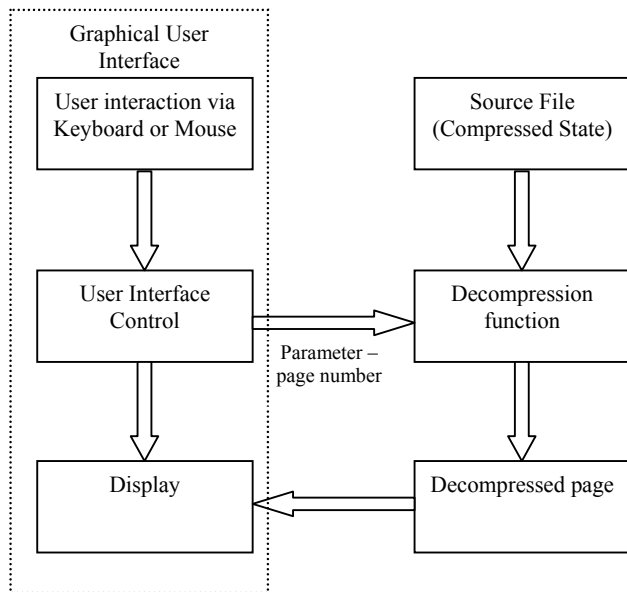 Graphical User
Interface
User interaction via
Keyboard or Mouse
Source File
(Compressed State)
User Interface
Control
Decompression
function
Parameter –
page number
Display
Decompressed page